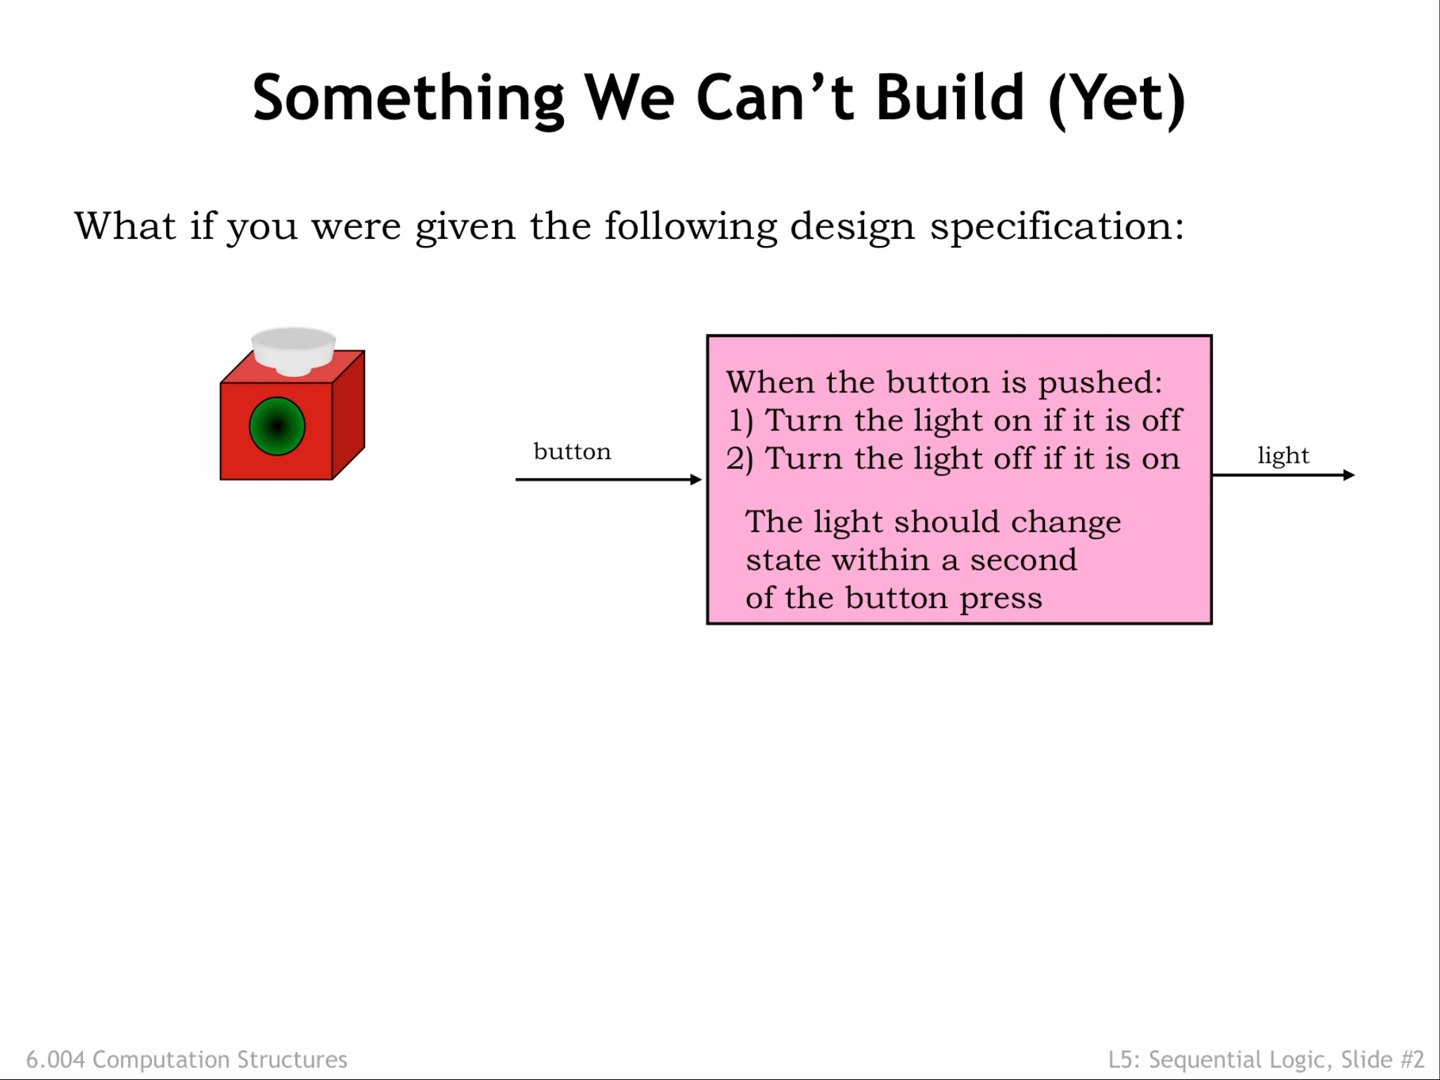 Something We Can’t Build (Yet)
What if you were given the following design specification:
button
When the button is pushed:
1) Turn the light on if it is off
2) Turn the light off if it is on
The light should change
state within a second
of the button press
light
6.004 Computation Structures
L5: Sequential Logic, Slide #2